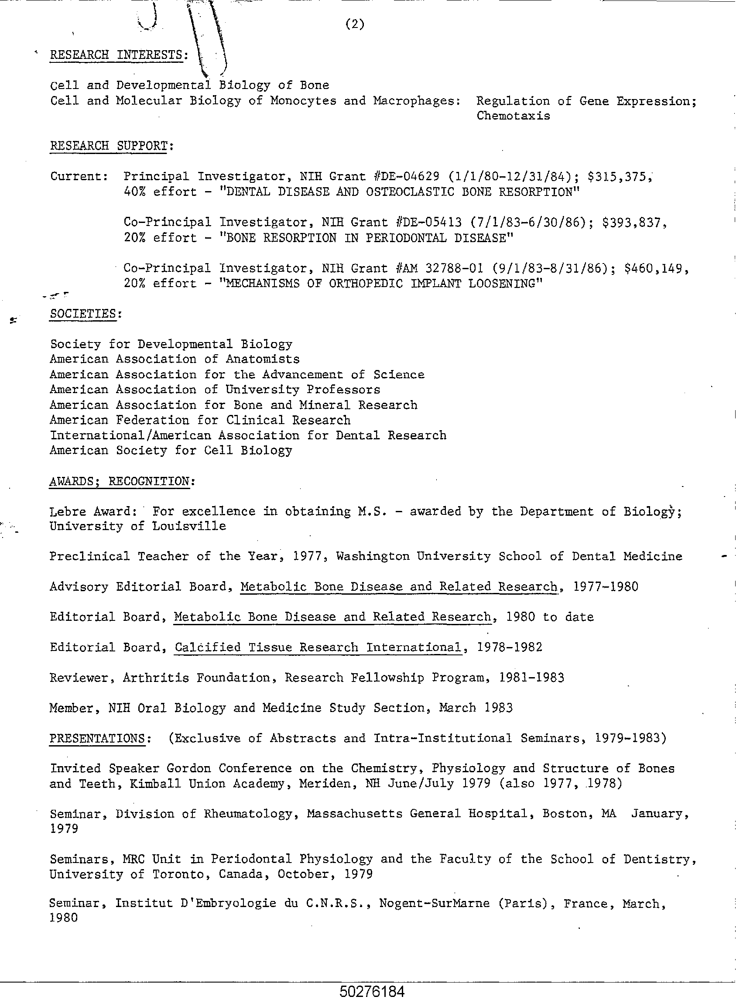 (2)
RESEARCH INTERESTS:
Cell and Developmental Biology of Bone
Cell and Molecular Biology of Monocytes and Macrophages: Regulation of Gene Expression;
Chemotaxis
RESEARCH SUPPORT:
Current: Principal Investigator, NIH Grant #DE-04629 (1/1/80-12/31/84); $315,375,
40% effort - "DENTAL DISEASE AND OSTEOCLASTIC BONE RESORPTION"
Co-Principal Investigator, NIH Grant #DE-05413 (7/1/83-6/30/86); $393,837,
20% effort - "BONE RESORPTION IN PERIODONTAL DISEASE"
Co-Principal Investigator, NIH Grant #AM 32788-01 (9/1/83-8/31/86); $460,149,
20% effort - "MECHANISMS OF ORTHOPEDIC IMPLANT LOOSENING"
SOCIETIES:
Society for Developmental Biology
American Association of Anatomists
American Association for the Advancement of Science
American Association of University Professors
American Association for Bone and Mineral Research
American Federation for Clinical Research
International/American Association for Dental Research
American Society for Cell Biology
AWARDS; RECOGNITION:
Lebre Award: For excellence in obtaining M.S. - awarded by the Department of Biology;
University of Louisville
Preclinical Teacher of the Year, 1977, Washington University School of Dental Medicine
Advisory Editorial Board, Metabolic Bone Disease and Related Research, 1977-1980
Editorial Board, Metabolic Bone Disease and Related Research, 1980 to date
Editorial Board, Calcified Tissue Research International, 1978-1982
Reviewer, Arthritis Foundation, Research Fellowship Program, 1981-1983
Member, NIH Oral Biology and Medicine Study Section, March 1983
PRESENTATIONS: (Exclusive of Abstracts and Intra-Institutional Seminars, 1979-1983)
Invited Speaker Gordon Conference on the Chemistry, Physiology and Structure of Bones
and Teeth, Kimball Union Academy, Meriden, NH June/July 1979 (also 1977, 1978)
Seminar, Division of Rheumatology, Massachusetts General Hospital, Boston, MA January,
1979
Seminars, MRC Unit in Periodontal Physiology and the Faculty of the School of Dentistry,
University of Toronto, Canada, October, 1979
Seminar, Institut D'Embryologie du C.N.R.S., Nogent-SurMarne (Paris), France, March,
1980
50276184